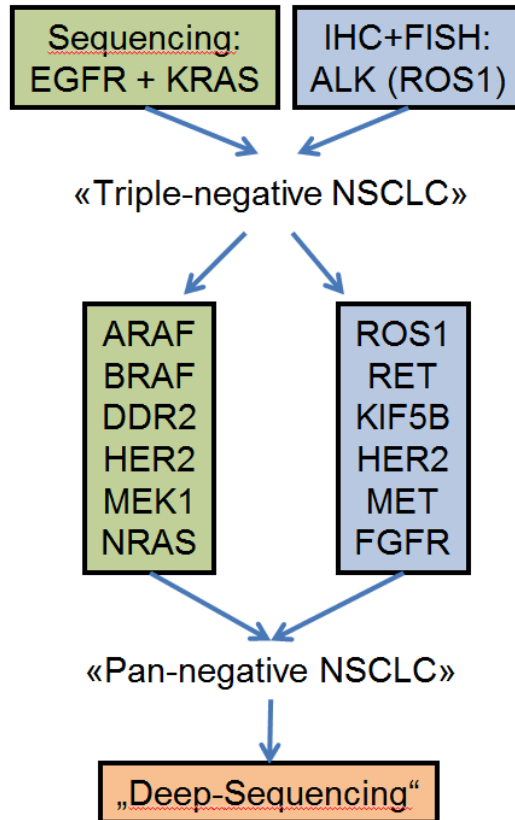 Sequencing:
EGFR + KRAS
IHC+FISH:
ALK (ROS1)
«Triple-negative NSCLC»
ARAF
BRAF
DDR2
HER2
MEK1
NRAS
ROS1
RET
KIF5B
HER2
MET
FGFR
«Pan-negative NSCLC»
„Deep-Sequencing“